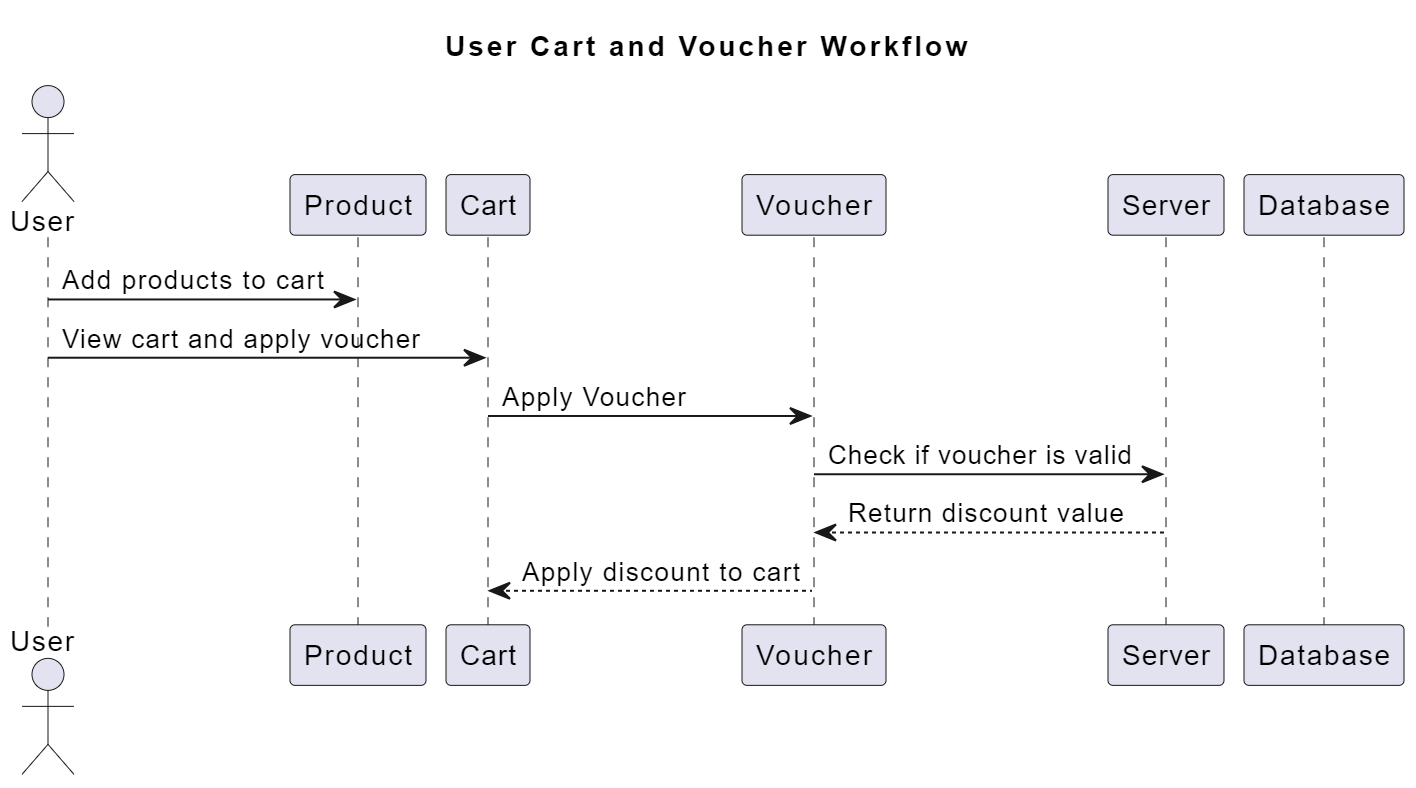 User Cart and Voucher Workflow
User
Product
Cart
Voucher
Server
Database
Add products to cart
View cart and apply voucher
Apply Voucher
Check if voucher is valid
Return discount value
Apply discount to cart
User
Product
Cart
Voucher
Server
Database